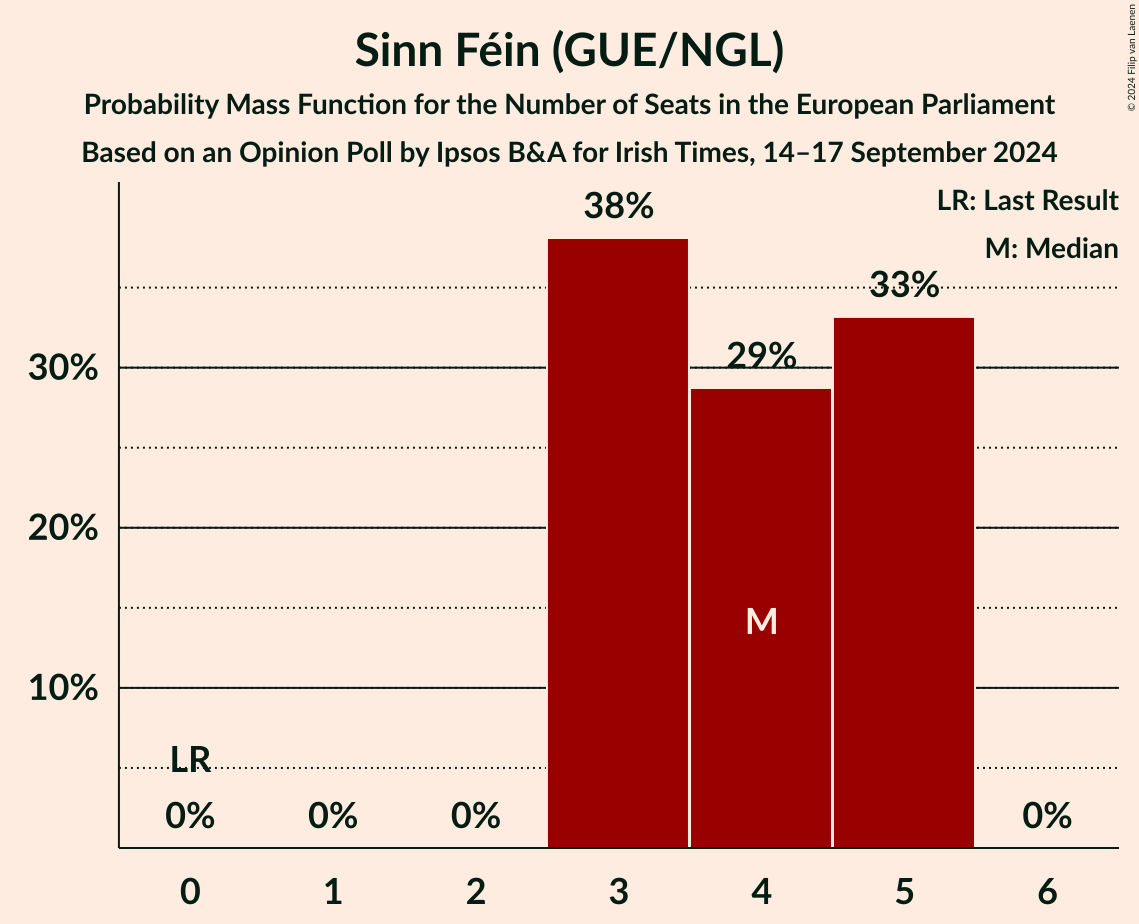 Sinn Féin (GUE/NGL)
Probability Mass Function for the Number of Seats in the European Parliament
Based on an Opinion Poll by Ipsos B&A for Irish Times, 14–17 September 2024
© 2024 Filip van Laenen
LR: Last Result
M: Median
38%
33%
29%
30%
20%
10%
M
LR
0%
0%
0%
0%
0
1
2
3
4
5
6